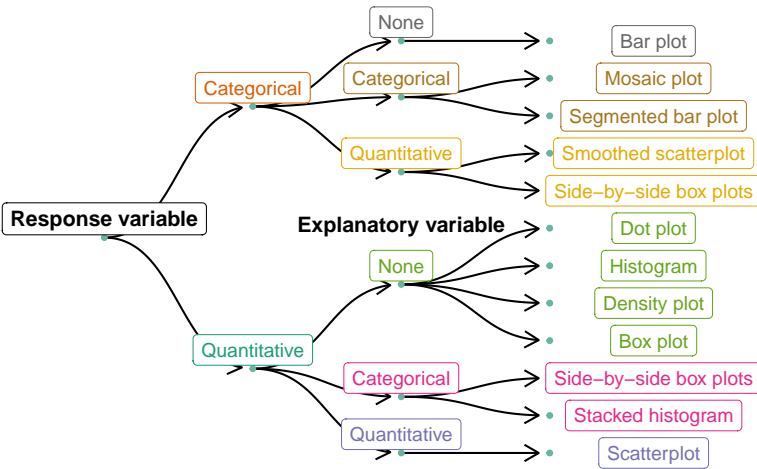 None
Bar plot
Categorical
Categorical
Mosaic plot
Segmented bar plot
Quantitative
Smoothed scatterplot
Side−by−side box plots
Response variable
Explanatory variable
Dot plot
None
Histogram
Density plot
Box plot
Quantitative
Categorical
Side−by−side box plots
Stacked histogram
Quantitative
Scatterplot